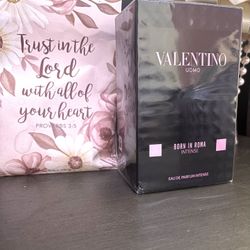 Trust in the
Lord
with all of
your heart
PROVERBS 3:5
VALENTINO
UOMO
BORN IN ROMA
INTENSE
EAU DE PARFUM INTENSE